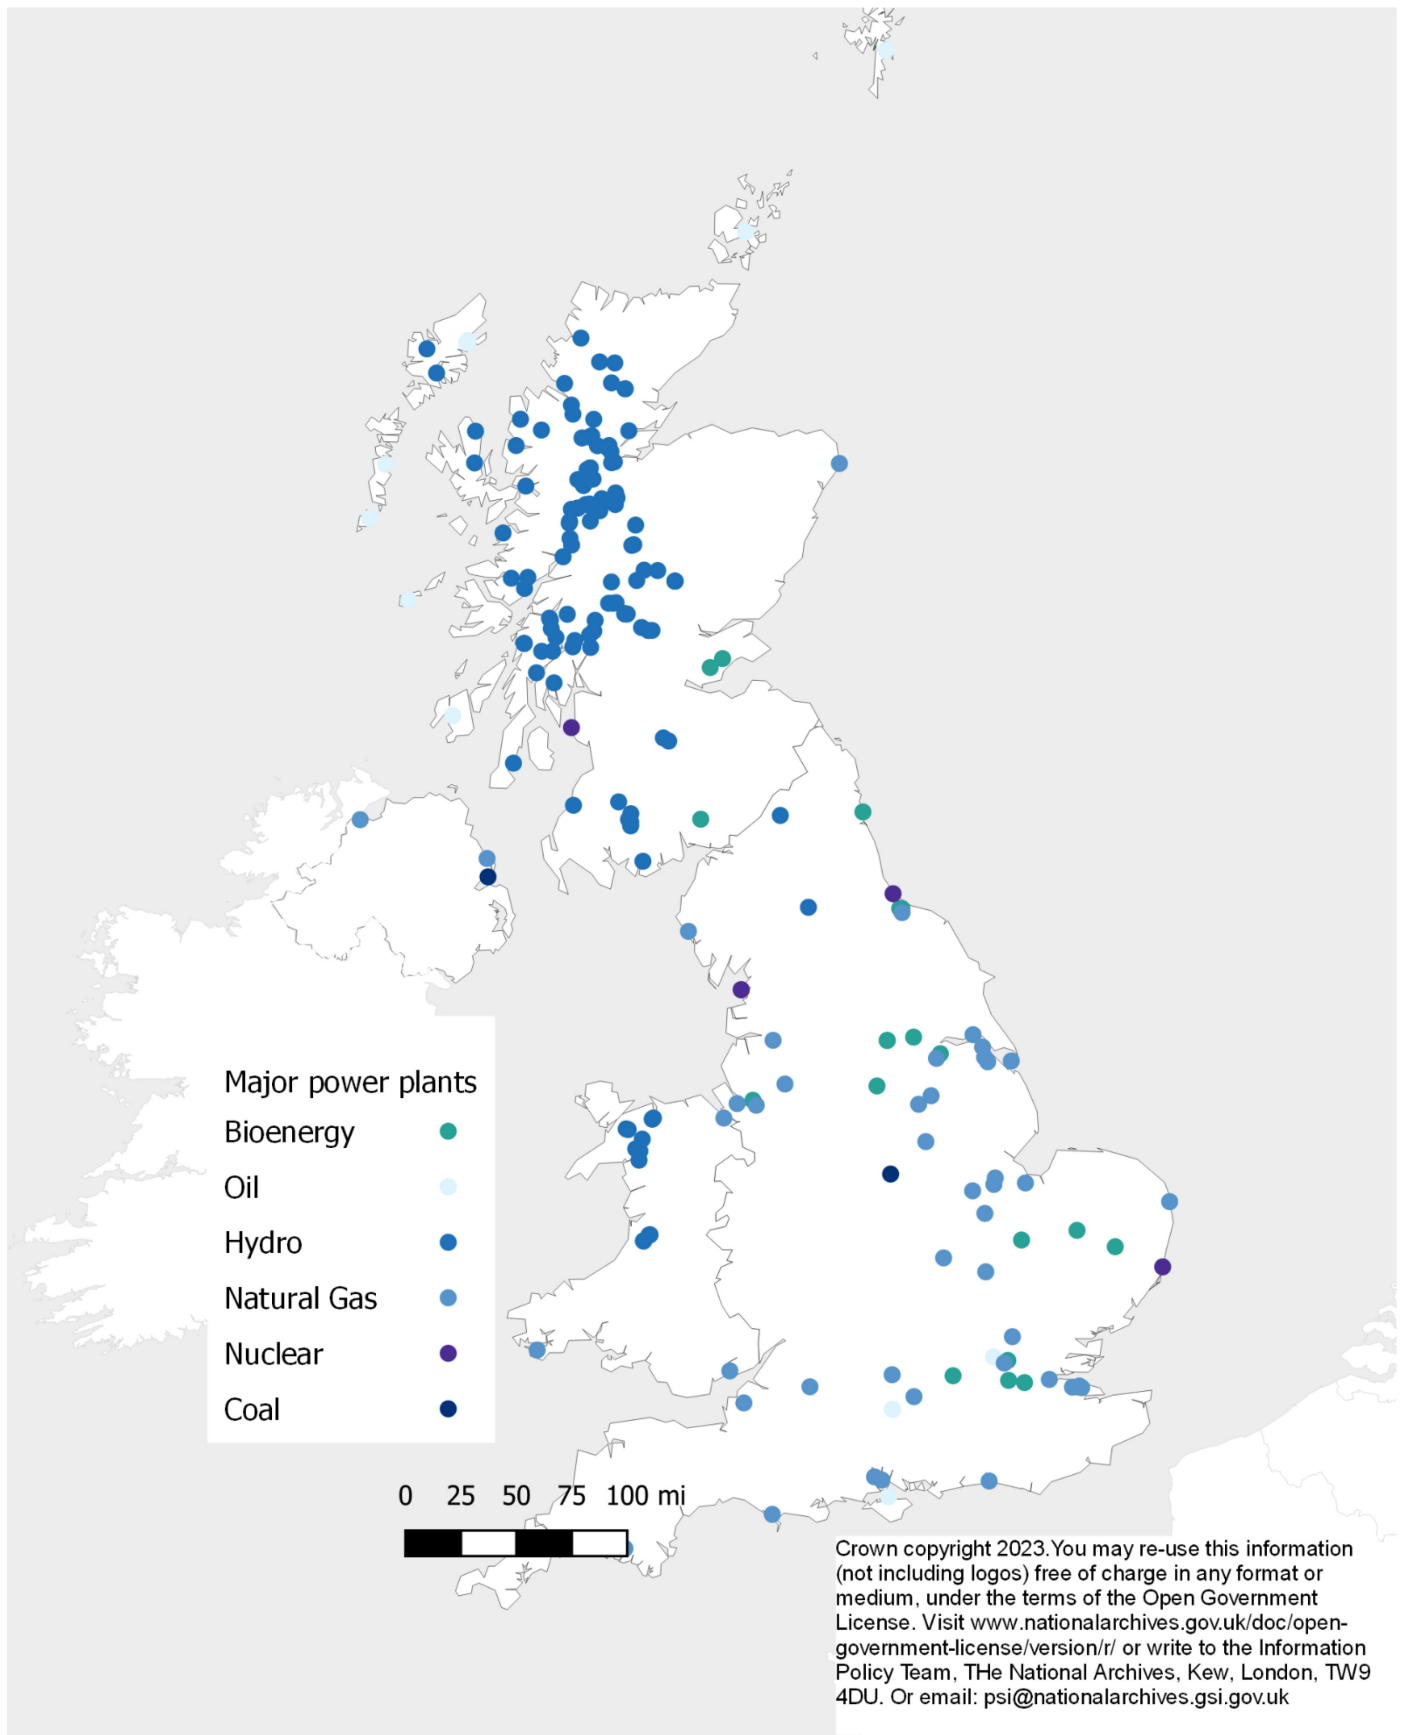 Major power plants
Bioenergy
Oil
Hydro
Natural Gas
Nuclear
Coal
0 25 50 75 100 mi
Crown copyright 2023.You may re-use this information
(not including logos) free of charge in any format or
medium, under the terms of the Open Government
License. Visit www.nationalarchives.gov.uk/doc/open-
government-license/version/r/ or write to the Information
Policy Team, THe National Archives, Kew, London, TW9
4DU. Or email: psi@nationalarchives.gsi.gov.uk